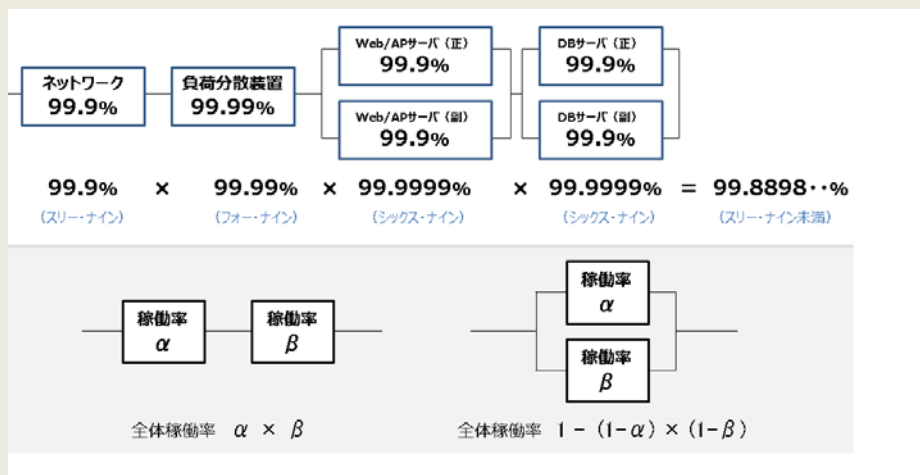 ネットワーク
99.9%
負荷分散装置
99.99%
Web/APサーバ（正）
99.9%
Web/APサーバ（副）
99.9%
DBサーバ（正）
99.9%
DBサーバ（副）
99.9%
99.9% × 99.99% × 99.9999% × 99.9999% = 99.8898‥%
（スリー・ナイン） （フォー・ナイン） （シックス・ナイン） （シックス・ナイン） （スリー・ナイン未満）
稼働率
α
稼働率
β
全体稼働率 α × β
稼働率
α
稼働率
β
全体稼働率 1 − (1−α) × (1−β)